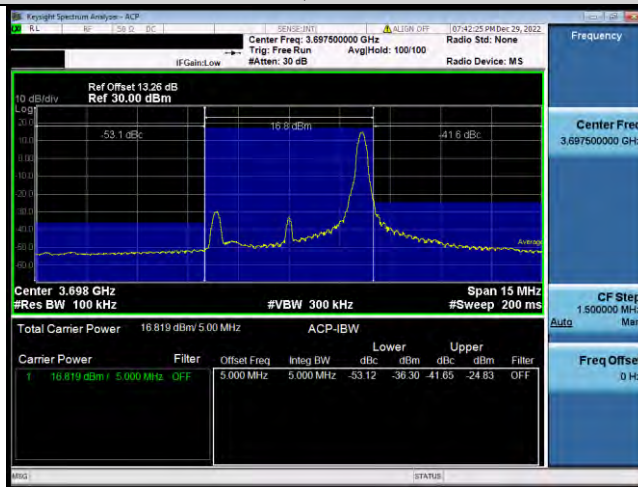 Keysight Spectrum Analyzer - ACP
RL RF 50 Ω DC SENSE:INT ALIGN OFF 07:42:25 PM Dec 29, 2022
Center Freq: 3.697500000 GHz Radio Std: None
Trig: Free Run Avg|Hold: 100/100
IFGain:Low #Atten: 30 dB Radio Device: MS
Frequency
Ref Offset 13.26 dB
10 dB/div Ref 30.00 dBm
Log
20.0
10.0
0.00
-10.0
-20.0
-30.0
-40.0
-50.0
-60.0
-53.1 dBc 16.8 dBm -41.6 dBc
Average
Center Freq
3.697500000 GHz
Center 3.698 GHz Span 15 MHz
#Res BW 100 kHz #VBW 300 kHz #Sweep 200 ms
CF Step
1.500000 MHz
Auto Man
Total Carrier Power 16.819 dBm/ 5.00 MHz ACP-IBW
Lower Upper
Carrier Power Filter Offset Freq Integ BW dBc dBm dBc dBm Filter
1 16.819 dBm / 5.000 MHz OFF 5.000 MHz 5.000 MHz -53.12 -36.30 -41.65 -24.83 OFF
Freq Offset
0 Hz
MSG STATUS